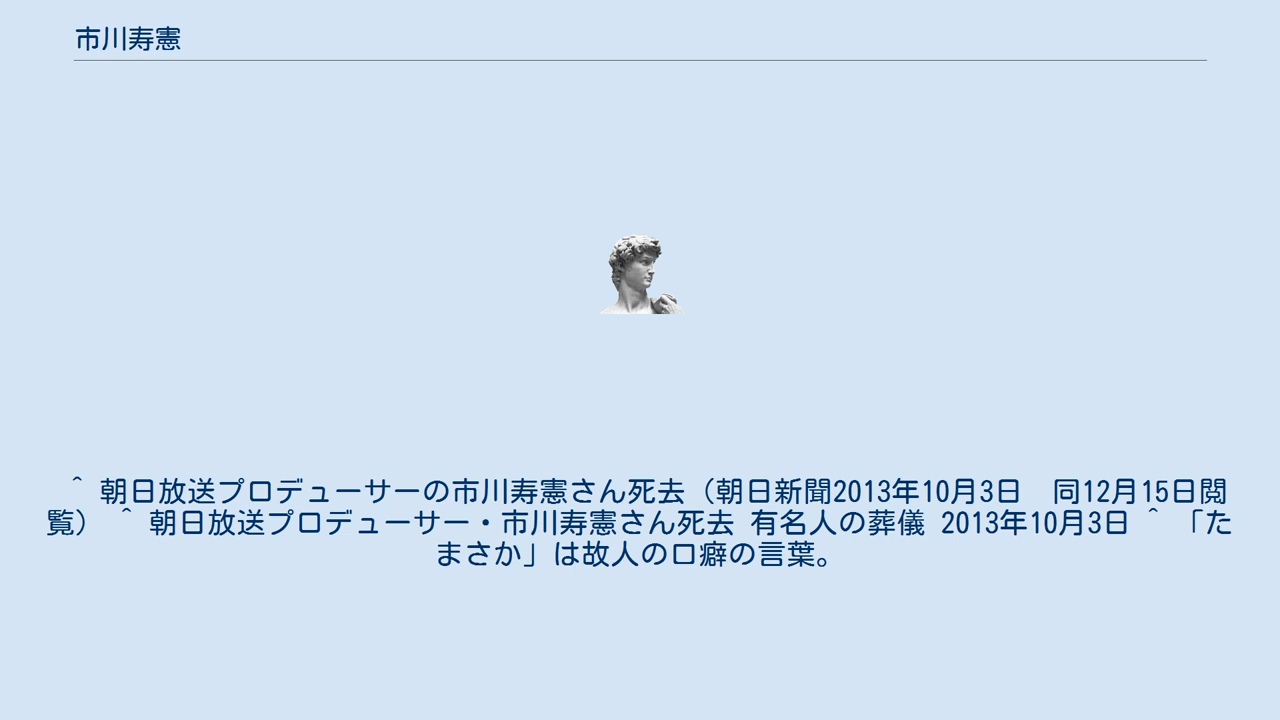 市川寿憲
^ 朝日放送プロデューサーの市川寿憲さん死去（朝日新聞2013年10月3日　同12月15日閲
覧） ^ 朝日放送プロデューサー・市川寿憲さん死去 有名人の葬儀 2013年10月3日 ^ 「た
まさか」は故人の口癖の言葉。